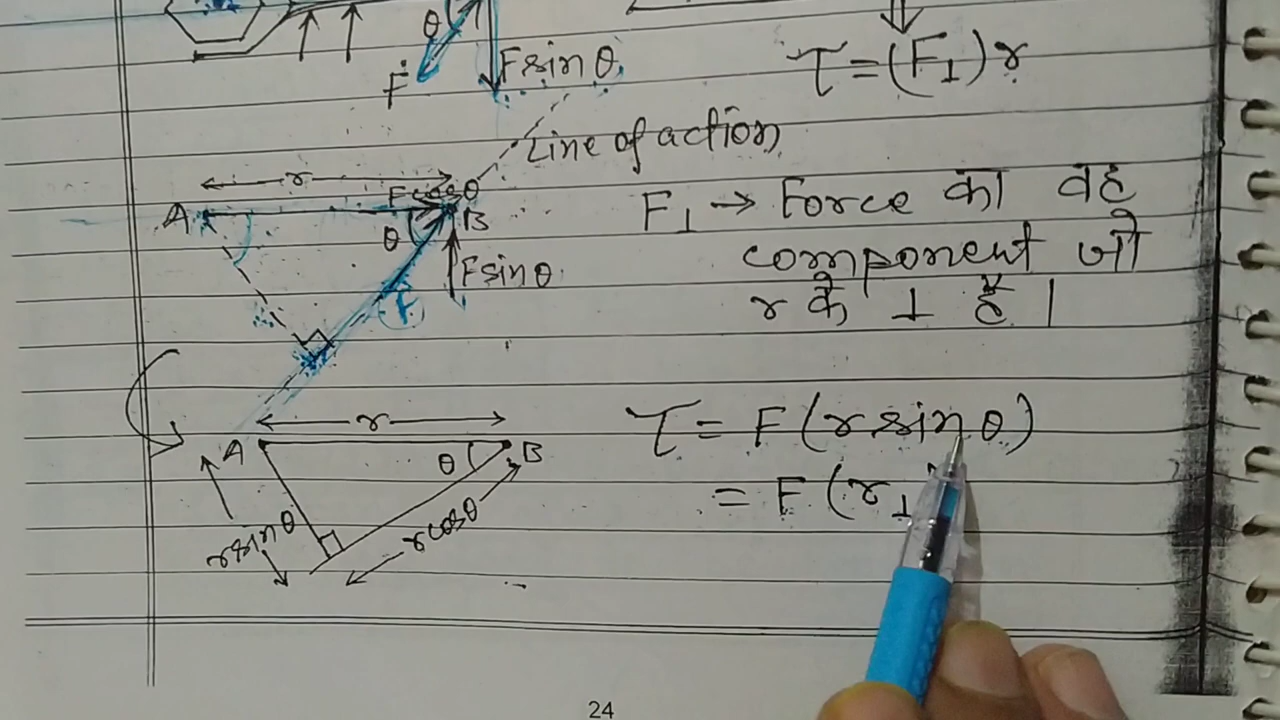 θ
F
F sin θ
τ = (F⊥) r
Line of action
r
F cos θ
A
B
θ
F sin θ
F
F⊥ → Force का वह
component जो
r के ⊥ है।
r
A
θ
B
r sin θ
r cos θ
τ = F (r sin θ)
= F (r⊥
24